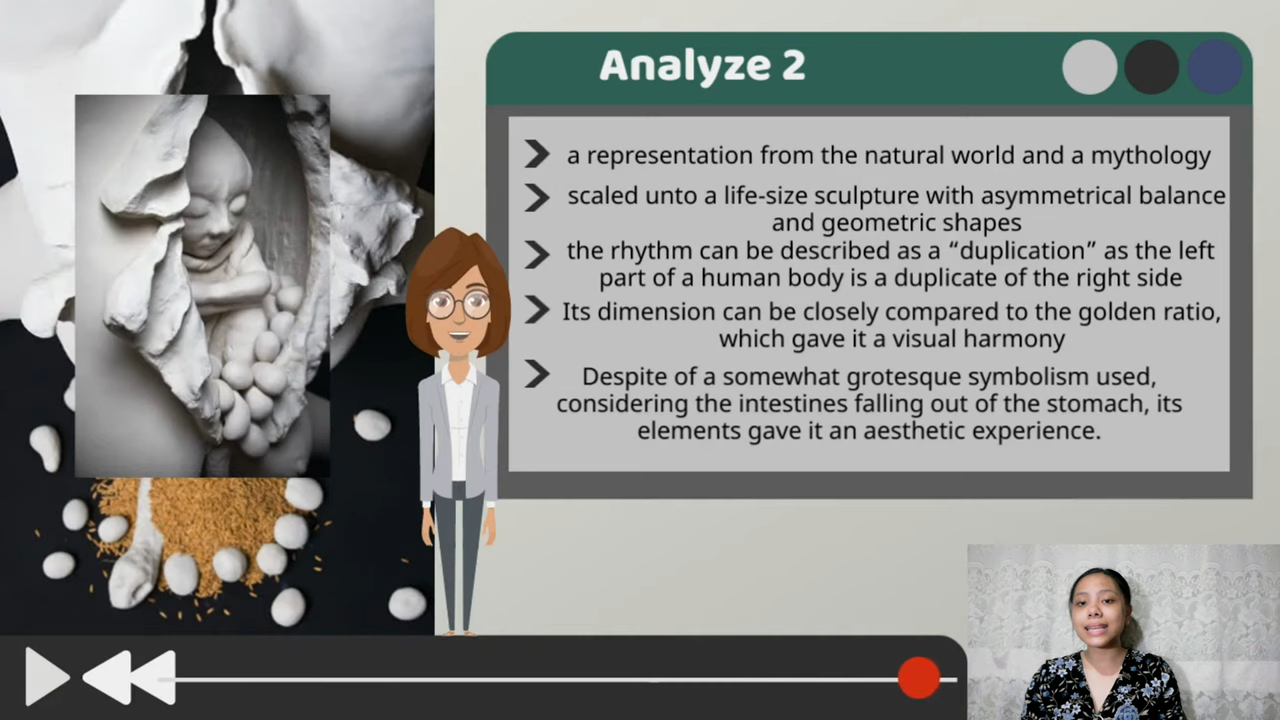 Analyze 2
a representation from the natural world and a mythology
scaled unto a life-size sculpture with asymmetrical balance
and geometric shapes
the rhythm can be described as a “duplication” as the left
part of a human body is a duplicate of the right side
Its dimension can be closely compared to the golden ratio,
which gave it a visual harmony
Despite of a somewhat grotesque symbolism used,
considering the intestines falling out of the stomach, its
elements gave it an aesthetic experience.